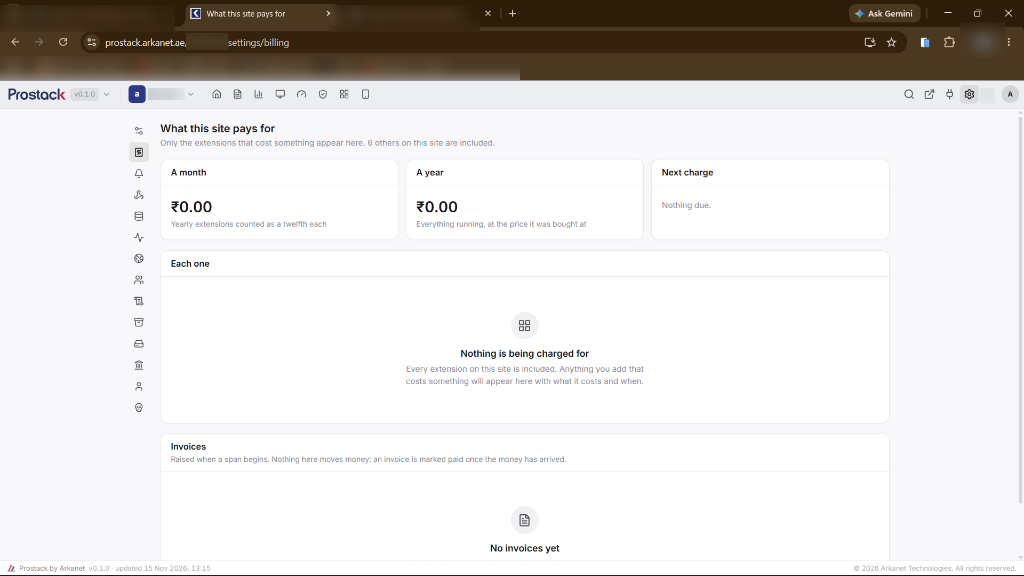 What this site pays for
Ask Gemini
prostack.arkanet.ae/
settings/billing
Prostack v0.1.0
a
A
What this site pays for
Only the extensions that cost something appear here. 6 others on this site are included.
A month
₹0.00
Yearly extensions counted as a twelfth each
A year
₹0.00
Everything running, at the price it was bought at
Next charge
Nothing due.
Each one
Nothing is being charged for
Every extension on this site is included. Anything you add that
costs something will appear here with what it costs and when.
Invoices
Raised when a span begins. Nothing here moves money: an invoice is marked paid once the money has arrived.
No invoices yet
Prostack by Arkanet v0.1.0 · updated 15 Nov 2026, 13:15
© 2026 Arkanet Technologies. All rights reserved.